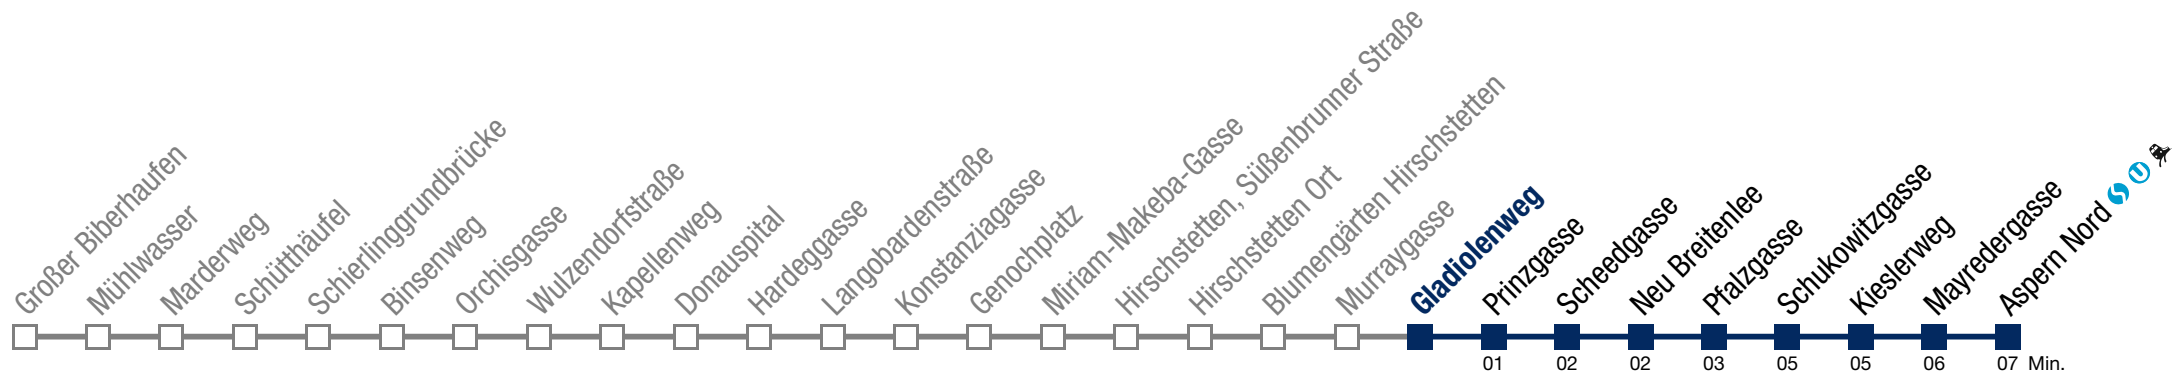 Großer Biberhaufen
Mühlwasser
Marderweg
Schütthäufel
Schierlinggrundbrücke
Binsenweg
Orchisgasse
Wulzendorfstraße
Kapellenweg
Donauspital
Hardeggasse
Langobardenstraße
Konstanziagasse
Genochplatz
Miriam-Makeba-Gasse
Hirschstetten, Süßenbrunner Straße
Hirschstetten Ort
Blumengärten Hirschstetten
Murraygasse
Gladiolenweg
Prinzgasse
Scheedgasse
Neu Breitenlee
Pfalzgasse
Schukowitzgasse
Kieslerweg
Mayredergasse
Aspern Nord S U
01 02 02 03 05 05 06 07 Min.